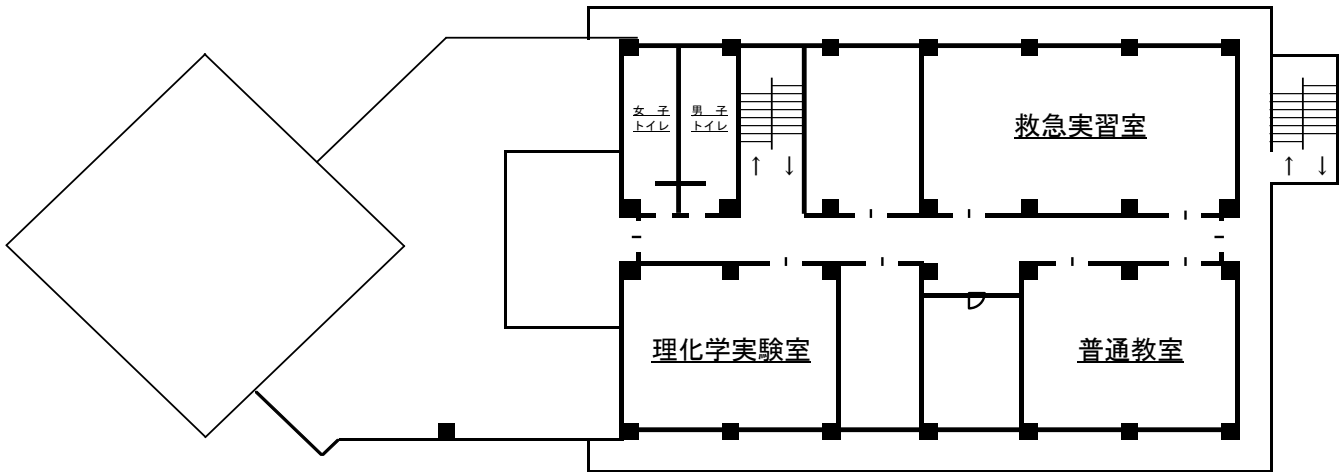 女 子
トイレ
男 子
トイレ
救急実習室
↑ ↓
↑ ↓
理化学実験室
普通教室